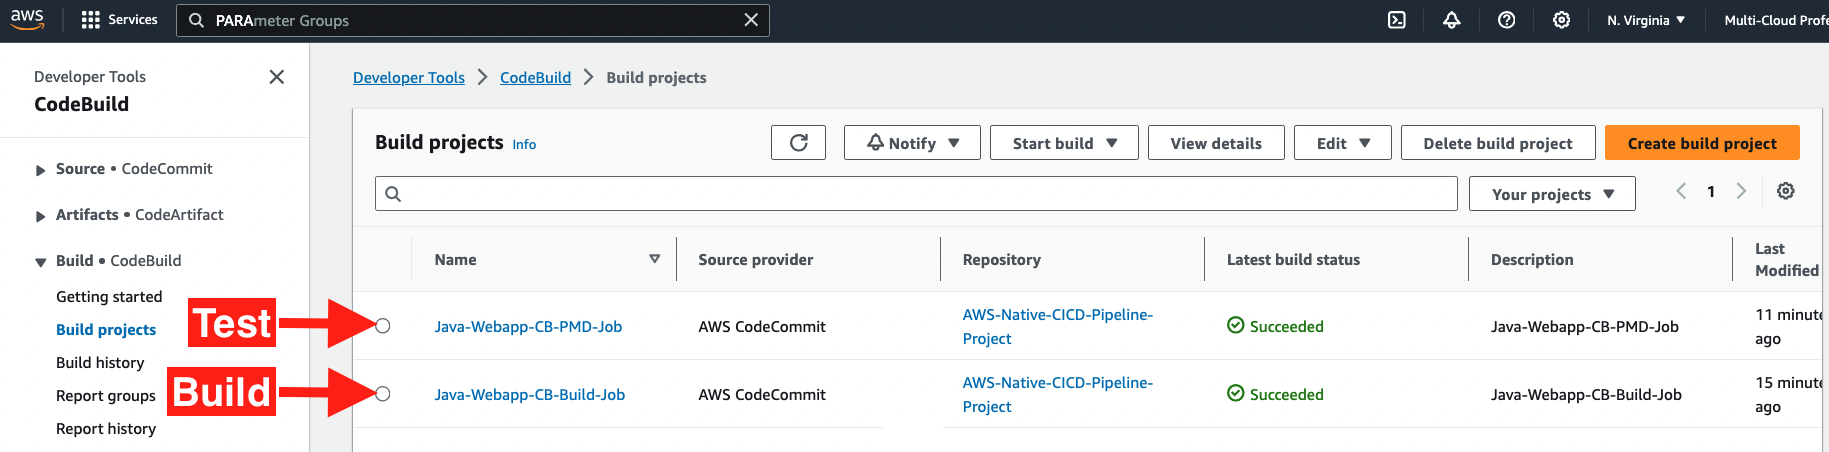 aws
Services
PARAmeter Groups
N. Virginia
Multi-Cloud Profe
Developer Tools
CodeBuild
Source • CodeCommit
Artifacts • CodeArtifact
Build • CodeBuild
Getting started
Build projects
Build history
Report groups
Report history
Test
Build
Developer Tools
CodeBuild
Build projects
Build projects Info
Notify
Start build
View details
Edit
Delete build project
Create build project
Your projects
1
Name
Source provider
Repository
Latest build status
Description
Last
Modified
Java-Webapp-CB-PMD-Job
AWS CodeCommit
AWS-Native-CICD-Pipeline-
Project
Succeeded
Java-Webapp-CB-PMD-Job
11 minute
ago
Java-Webapp-CB-Build-Job
AWS CodeCommit
AWS-Native-CICD-Pipeline-
Project
Succeeded
Java-Webapp-CB-Build-Job
15 minute
ago